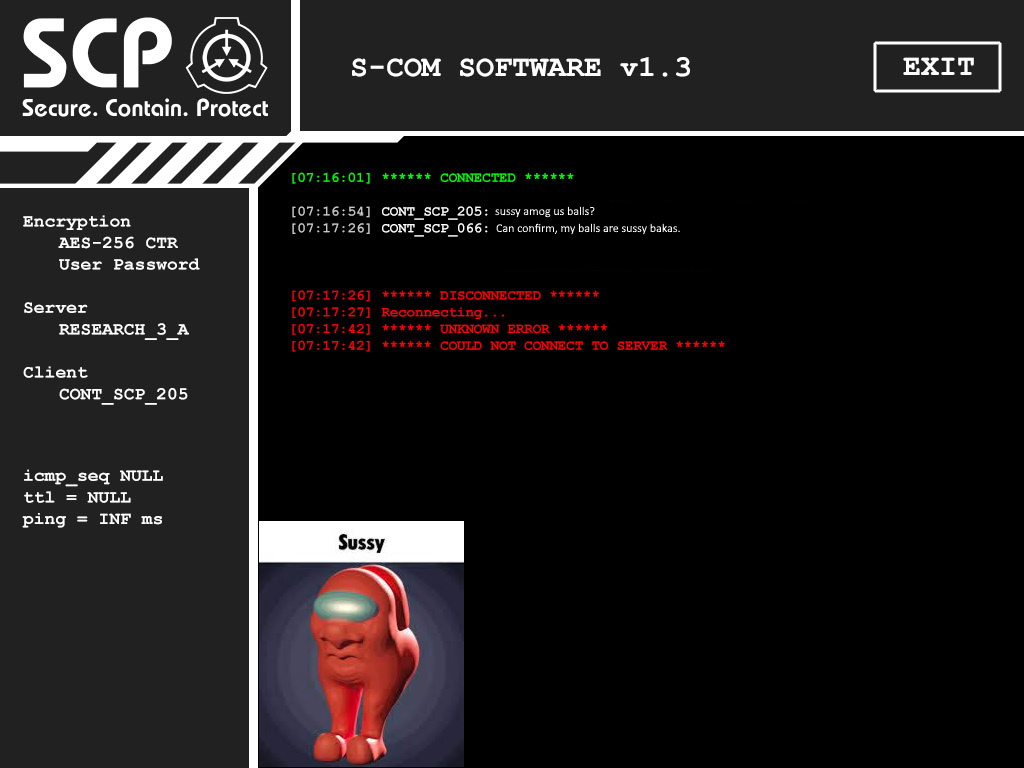 SCP
Secure. Contain. Protect
S-COM SOFTWARE v1.3
EXIT
[07:16:01] ****** CONNECTED ******
[07:16:54] CONT_SCP_205: sussy amog us balls?
[07:17:26] CONT_SCP_066: Can confirm, my balls are sussy bakas.
[07:17:26] ****** DISCONNECTED ******
[07:17:27] Reconnecting...
[07:17:42] ****** UNKNOWN ERROR ******
[07:17:42] ****** COULD NOT CONNECT TO SERVER ******
Encryption
AES-256 CTR
User Password
Server
RESEARCH_3_A
Client
CONT_SCP_205
icmp_seq NULL
ttl = NULL
ping = INF ms
Sussy